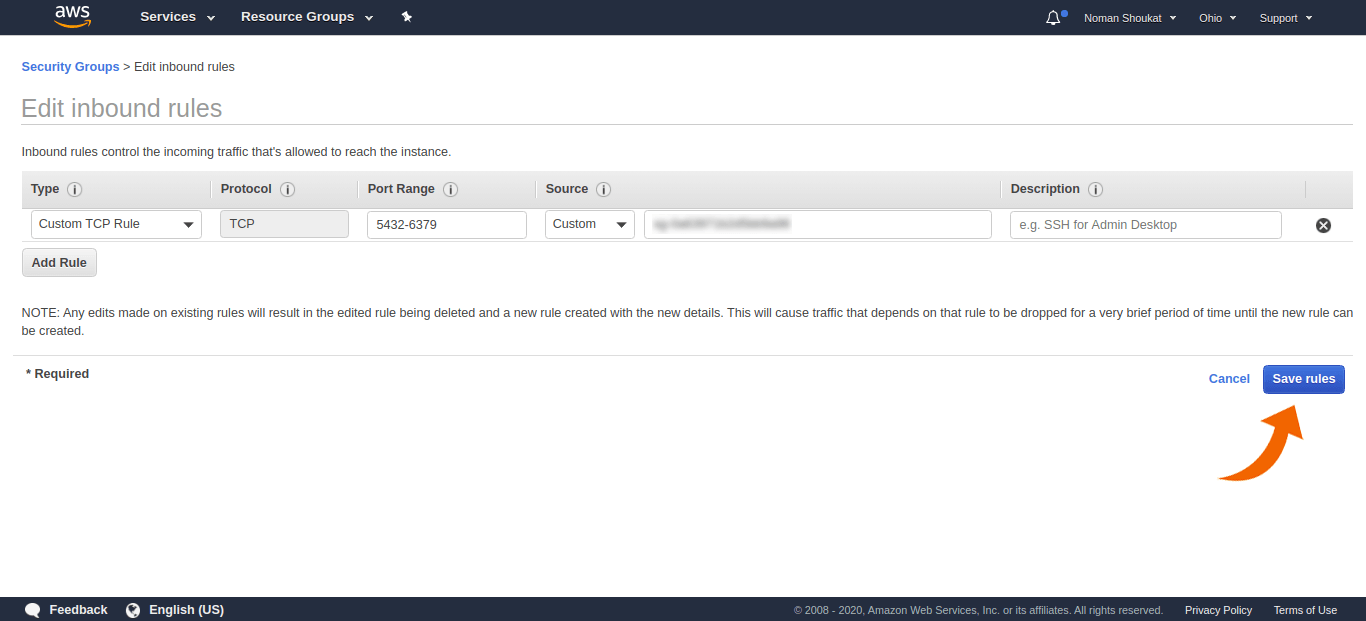 aws
Services
Resource Groups
Noman Shoukat
Ohio
Support
Security Groups > Edit inbound rules
Edit inbound rules
Inbound rules control the incoming traffic that's allowed to reach the instance.
Type i
Protocol i
Port Range i
Source i
Description i
Custom TCP Rule
TCP
5432-6379
Custom
e.g. SSH for Admin Desktop
Add Rule
NOTE: Any edits made on existing rules will result in the edited rule being deleted and a new rule created with the new details. This will cause traffic that depends on that rule to be dropped for a very brief period of time until the new rule can
be created.
* Required
Cancel
Save rules
Feedback
English (US)
© 2008 - 2020, Amazon Web Services, Inc. or its affiliates. All rights reserved.
Privacy Policy
Terms of Use